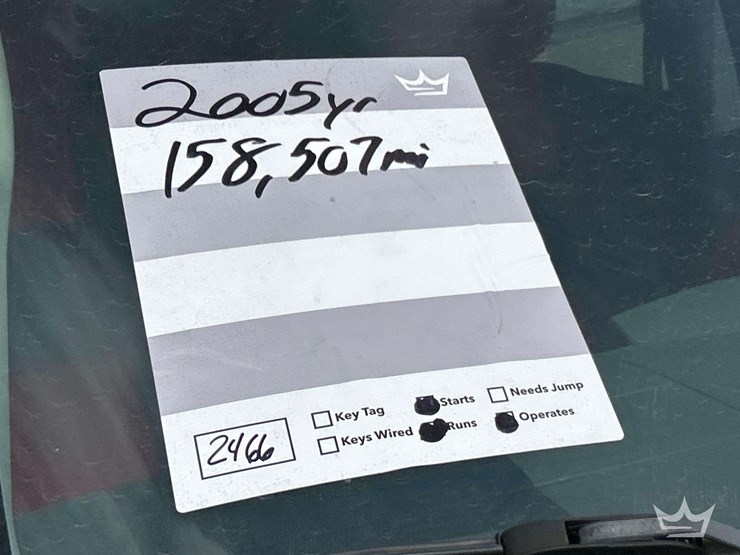 2005yr
158,507mi
Key Tag Starts Needs Jump
2466 Keys Wired Runs Operates